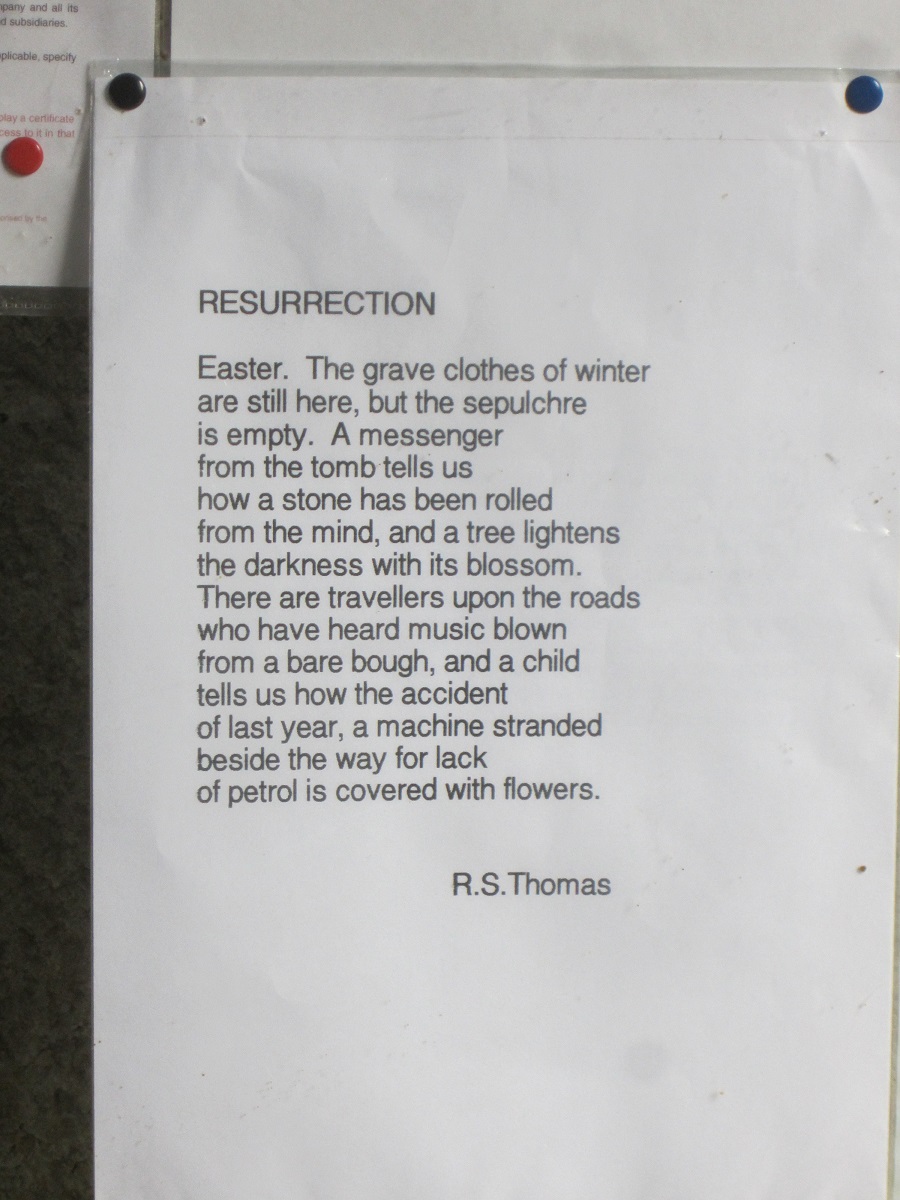 pany and all its
d subsidiaries.
plicable, specify
play a certificate
cess to it in that
RESURRECTION
Easter. The grave clothes of winter
are still here, but the sepulchre
is empty. A messenger
from the tomb tells us
how a stone has been rolled
from the mind, and a tree lightens
the darkness with its blossom.
There are travellers upon the roads
who have heard music blown
from a bare bough, and a child
tells us how the accident
of last year, a machine stranded
beside the way for lack
of petrol is covered with flowers.
R.S.Thomas